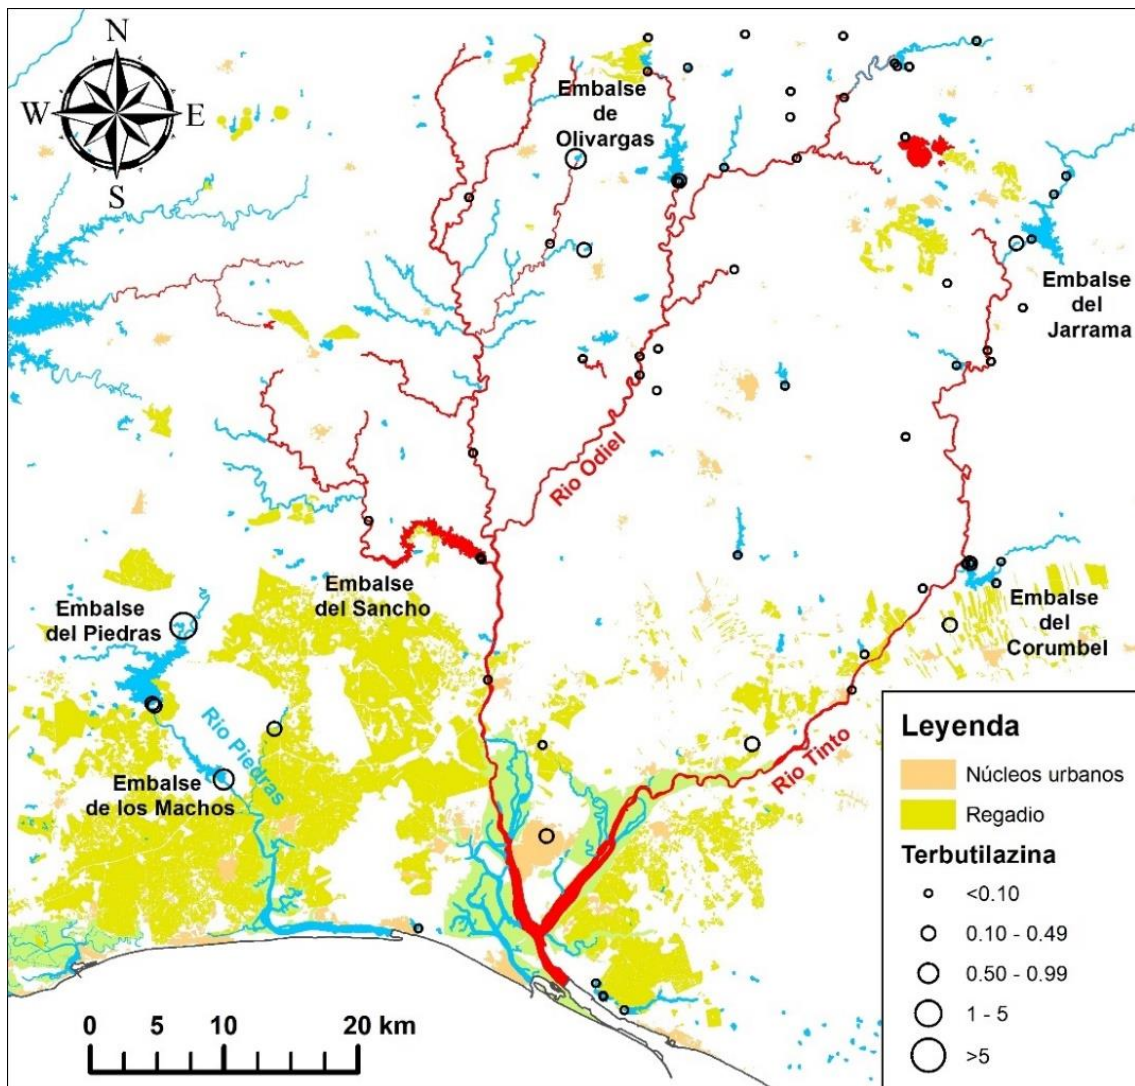 N
W
E
S
Embalse
de
Olivargas
Embalse
del
Jarrama
Rio Odiel
Embalse
del Sancho
Embalse
del Piedras
Embalse
del
Corumbel
Río Piedras
Embalse
de los Machos
Rio Tinto
Leyenda
Núcleos urbanos
Regadio
Terbutilazina
<0.10
0.10 - 0.49
0.50 - 0.99
1 - 5
>5
0 5 10 20 km